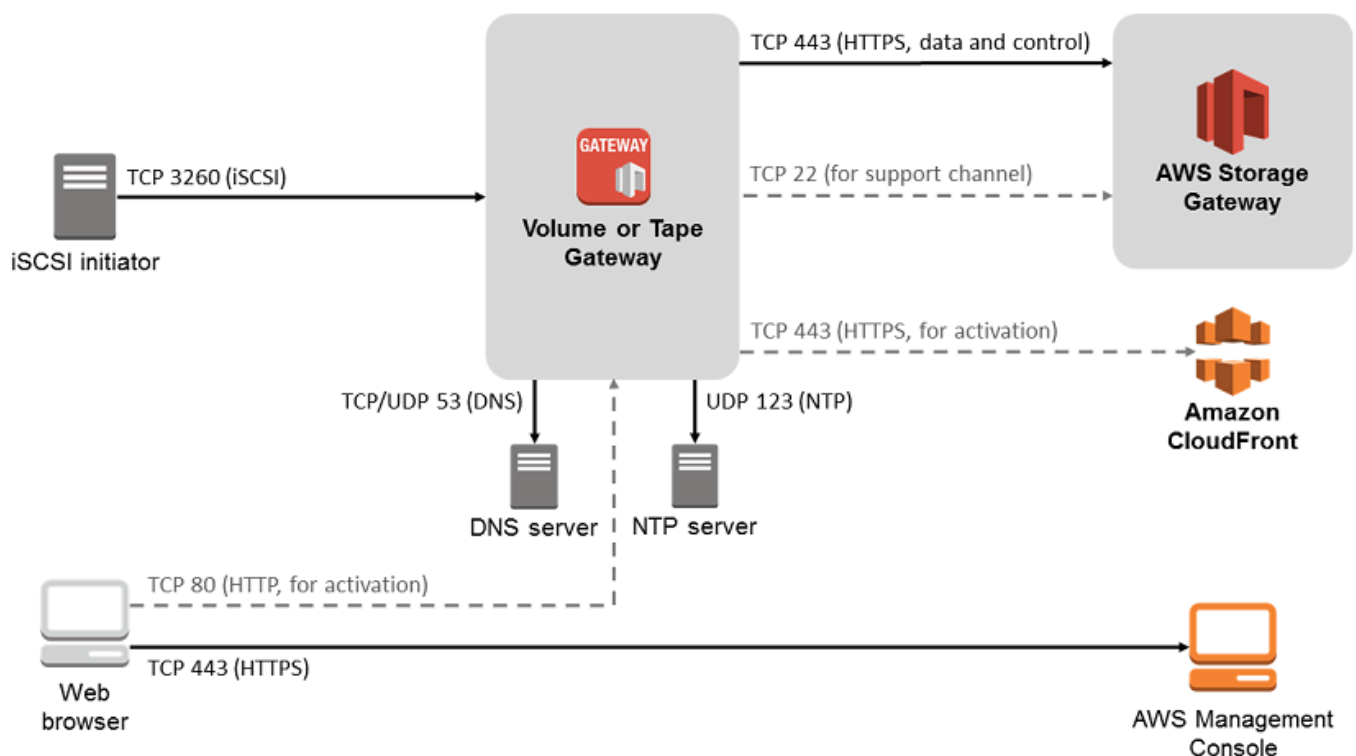 TCP 443 (HTTPS, data and control)
GATEWAY
TCP 3260 (iSCSI)
TCP 22 (for support channel)
AWS Storage
Gateway
Volume or Tape
Gateway
iSCSI initiator
TCP 443 (HTTPS, for activation)
TCP/UDP 53 (DNS)
UDP 123 (NTP)
Amazon
CloudFront
DNS server
NTP server
TCP 80 (HTTP, for activation)
TCP 443 (HTTPS)
Web
browser
AWS Management
Console